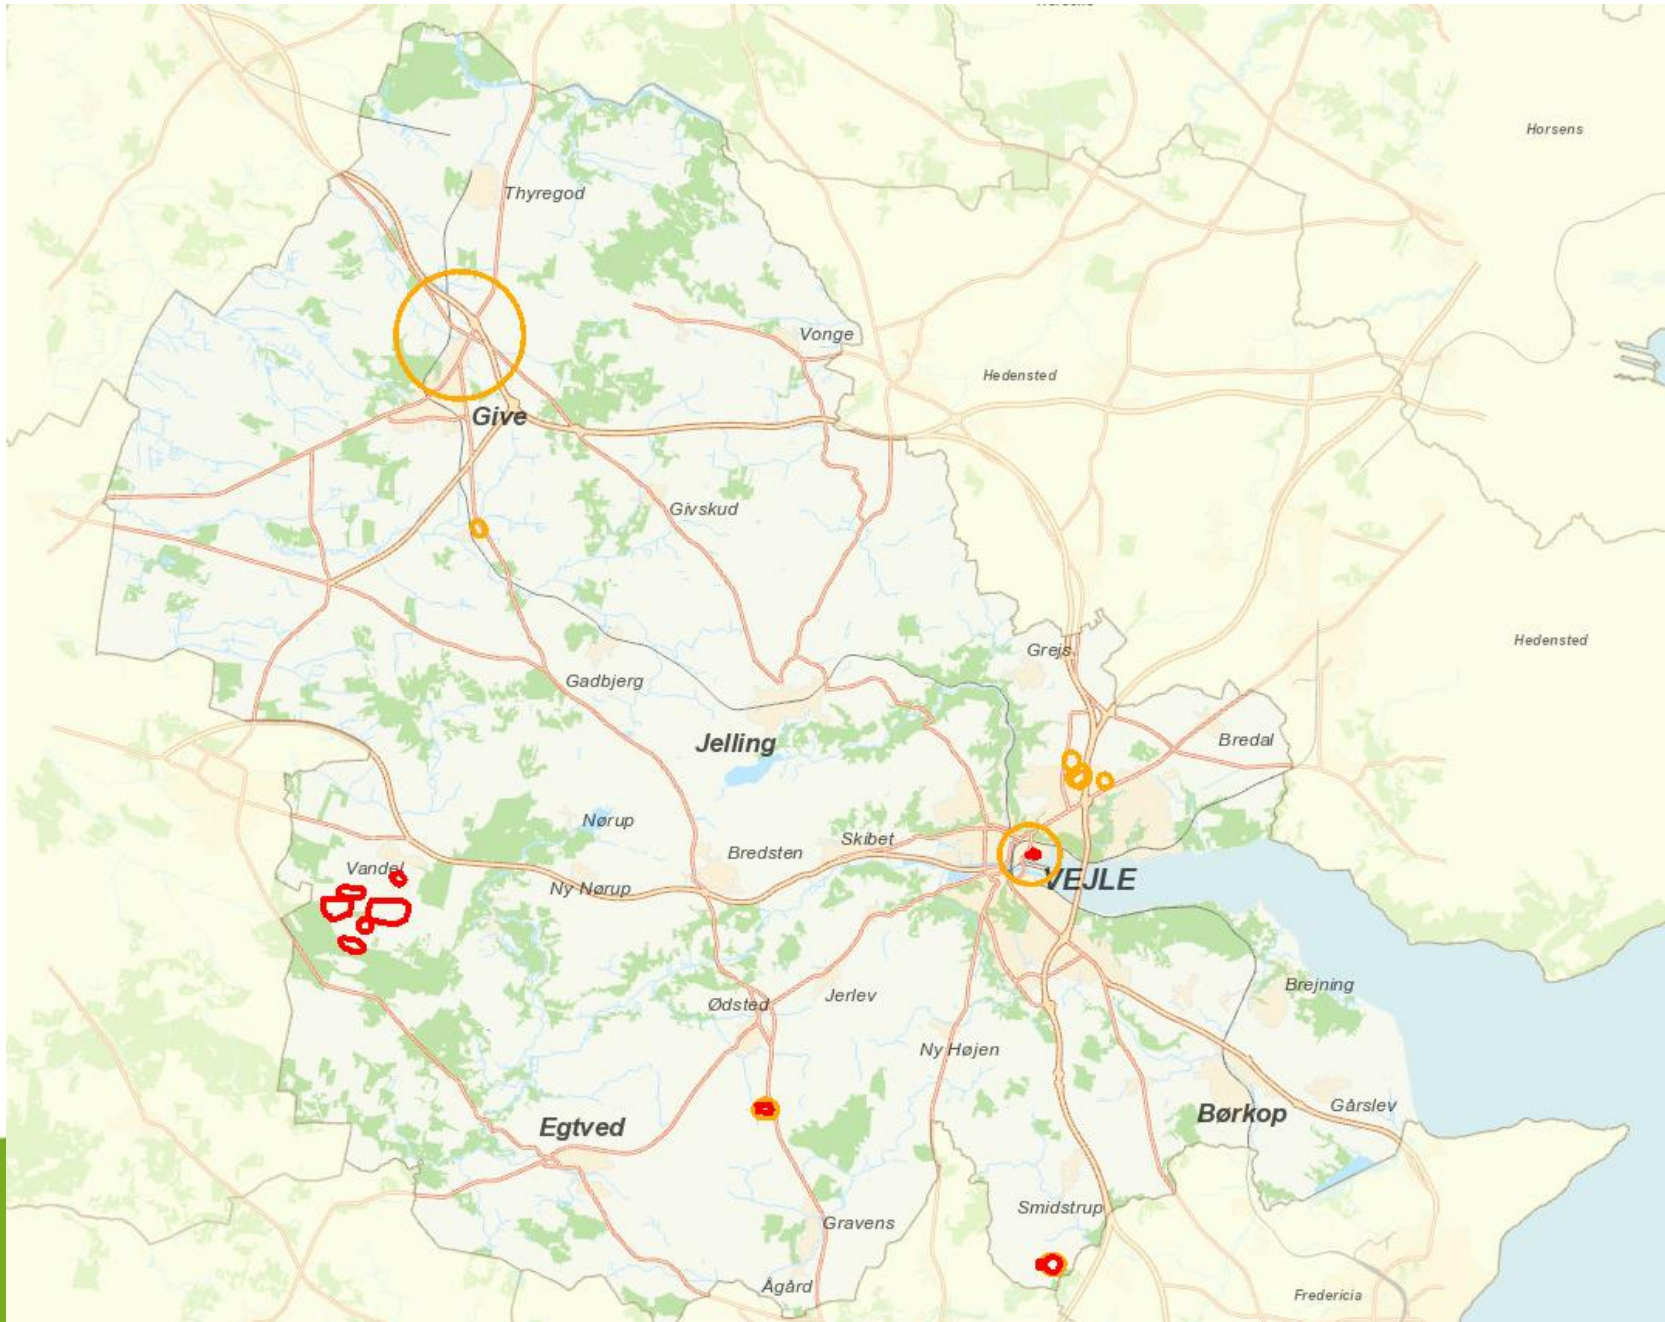 Horsens
Thyregod
Vonge
Hedensted
Give
Givskud
Hedensted
Grejs
Gadbjerg
Bredal
Jelling
Nørup
Skibet
Bredsten
Vandel
VEJLE
Ny Nørup
Brejning
Jerlev
Ødsted
Ny Højen
Gårslev
Børkop
Egtved
Smidstrup
Gravens
Ågård
Fredericia